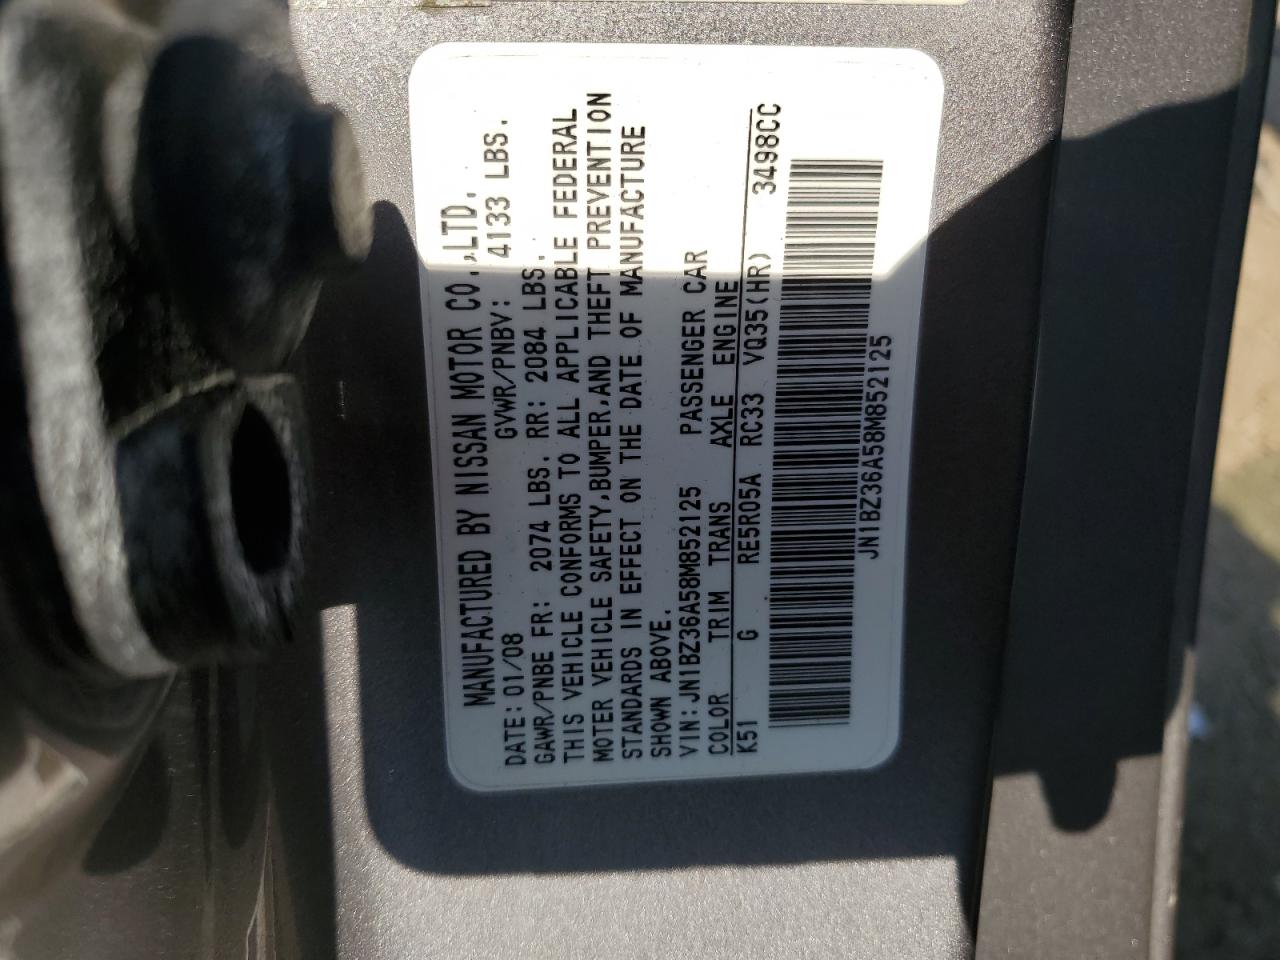 MANUFACTURED BY NISSAN MOTOR CO.,LTD.
DATE:01/08 GVWR/PNBV: 4133 LBS.
GAWR/PNBE FR: 2074 LBS. RR: 2084 LBS.
THIS VEHICLE CONFORMS TO ALL APPLICABLE FEDERAL
MOTER VEHICLE SAFETY,BUMPER,AND THEFT PREVENTION
STANDARDS IN EFFECT ON THE DATE OF MANUFACTURE
SHOWN ABOVE.
VIN:JN1BZ36A58M852125 PASSENGER CAR
COLOR TRIM TRANS AXLE ENGINE
K51 G RE5R05A RC33 VQ35(HR) 3498CC
JN1BZ36A58M852125